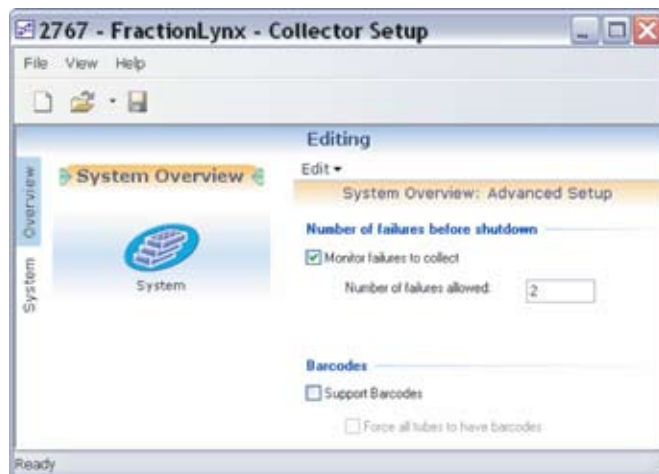 2767 - FractionLynx - Collector Setup
File View Help
Editing
Overview
System
System Overview
System
Edit
System Overview: Advanced Setup
Number of failures before shutdown
Monitor failures to collect
Number of failures allowed: 2
Barcodes
Support Barcodes
Force all tubes to have barcodes
Ready